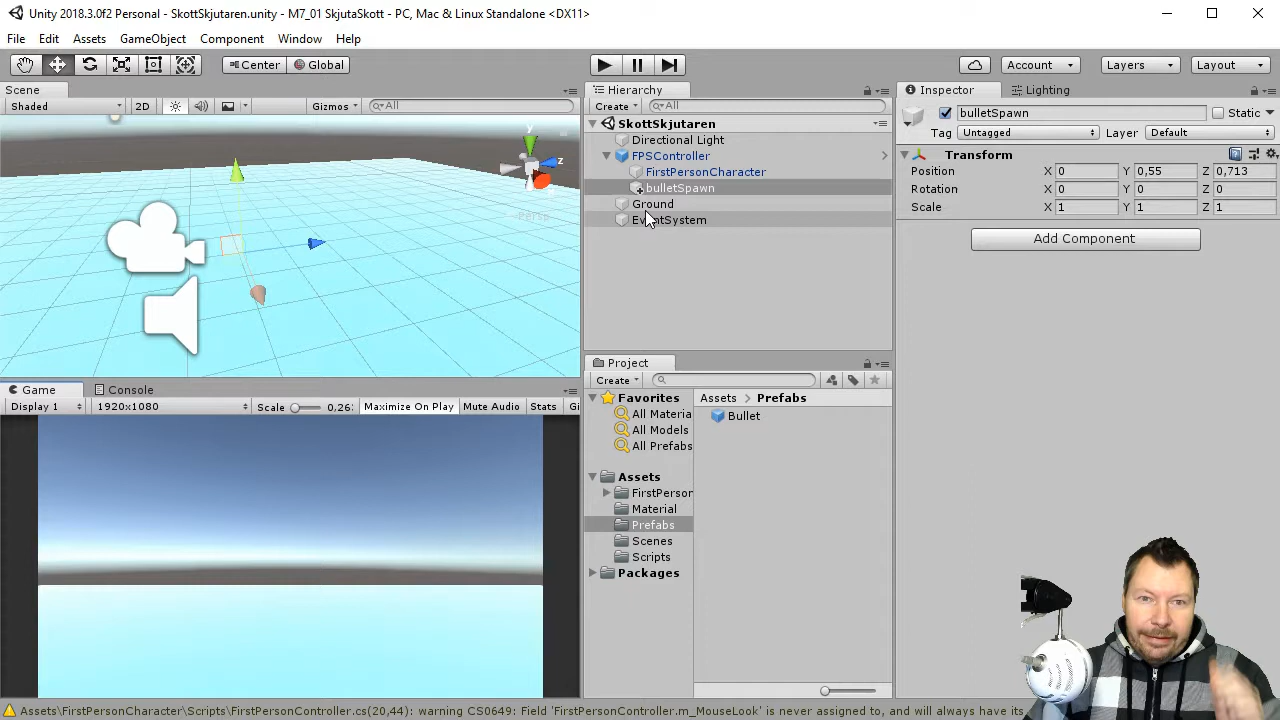 Unity 2018.3.0f2 Personal - SkottSkjutaren.unity - M7_01 SkjutaSkott - PC, Mac & Linux Standalone <DX11>
File Edit Assets GameObject Component Window Help
Center Global Account Layers Layout
Scene
Shaded 2D Gizmos All
Persp
Game Console
Display 1 1920x1080 Scale 0,26: Maximize On Play Mute Audio Stats Gi
Hierarchy
Create All
SkottSkjutaren
Directional Light
FPSController
FirstPersonCharacter
bulletSpawn
Ground
EventSystem
Project
Create
Favorites
All Materia
All Models
All Prefabs
Assets
FirstPerson
Material
Prefabs
Scenes
Scripts
Packages
Assets > Prefabs
Bullet
Inspector Lighting
bulletSpawn Static
Tag Untagged Layer Default
Transform
Position X 0 Y 0,55 Z 0,713
Rotation X 0 Y 0 Z 0
Scale X 1 Y 1 Z 1
Add Component
Assets\FirstPersonCharacter\Scripts\FirstPersonController.cs(20,44): warning CS0649: Field 'FirstPersonController.m_MouseLook' is never assigned to, and will always have its
x
y
z